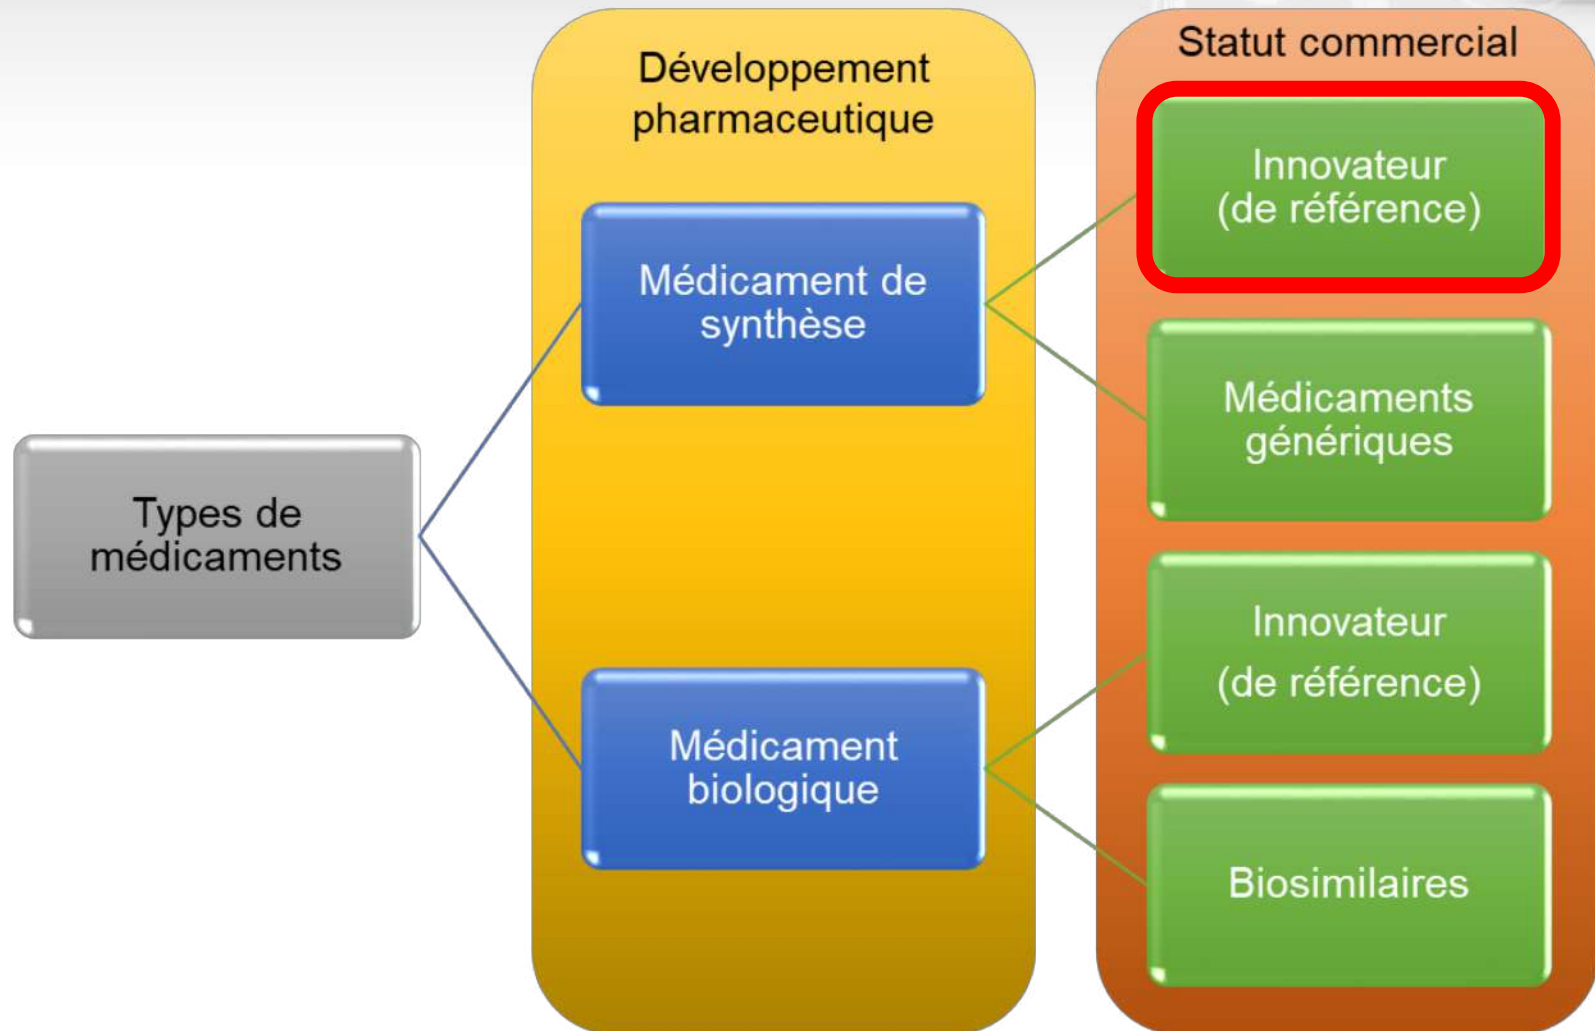 Types de
médicaments
Développement
pharmaceutique
Médicament de
synthèse
Médicament
biologique
Statut commercial
Innovateur
(de référence)
Médicaments
génériques
Innovateur
(de référence)
Biosimilaires